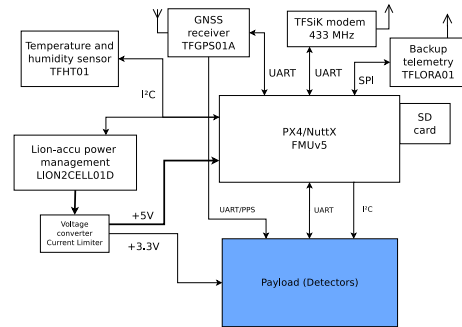 GNSS
receiver
TFGPS01A
TFSiK modem
433 MHz
Temperature and
humidity sensor
TFHT01
Backup
telemetry
TFLORA01
UART
UART
SPI
I²C
PX4/NuttX
FMUv5
SD
card
Lion-accu power
management
LION2CELL01D
Voltage
converter
Current Limiter
+5V
+3.3V
UART/PPS
UART
I²C
Payload (Detectors)